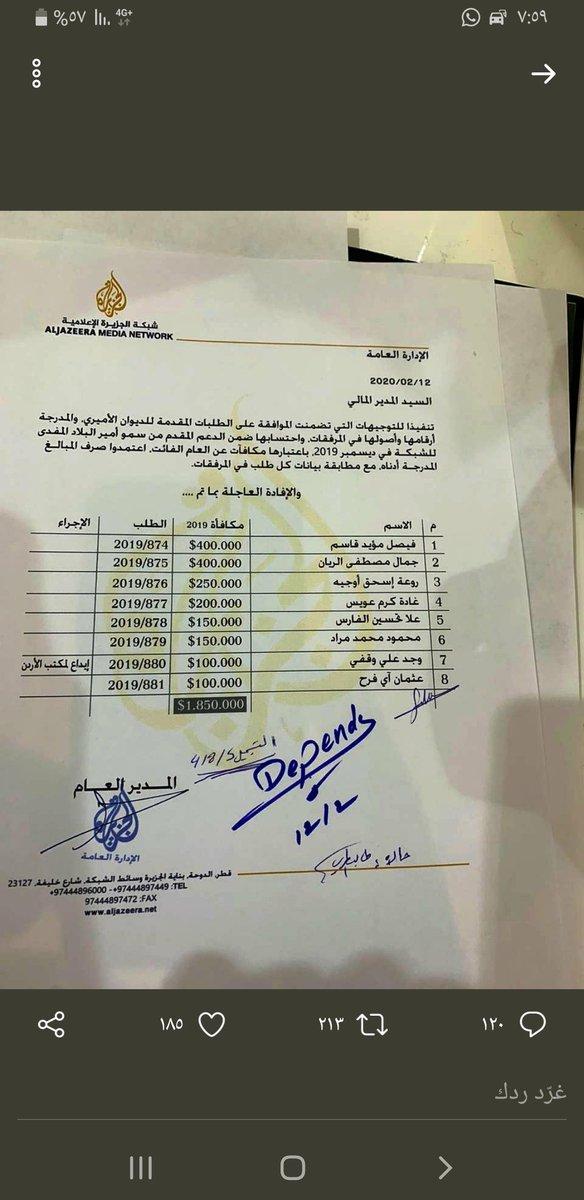 %٥٧
4G+
٧:٥٩
شبكة الجزيرة الإعلامية
ALJAZEERA MEDIA NETWORK
الإدارة العامة
2020/02/12
السيد المدير المالي
تنفيذا للتوجيهات التي تضمنت الموافقة على الطلبات المقدمة للديوان الأميري، والمدرجة
أرقامها وأصولها في المرفقات، واحتسابها ضمن الدعم المقدم من سمو أمير البلاد المفدى
للشبكة في ديسمبر 2019، باعتبارها مكافآت عن العام الفائت، اعتمدوا صرف المبالغ
المدرجة أدناه، مع مطابقة بيانات كل طلب في المرفقات.
والإفادة العاجلة بما تم ....
م الاسم مكافأة 2019 الطلب الإجراء
1 فيصل مؤيد قاسم $400.000 2019/874
2 جمال مصطفى الريان $400.000 2019/875
3 روعة إسحق أوجيه $250.000 2019/876
4 غادة كرم عويس $200.000 2019/877
5 علا تحسين الفارس $150.000 2019/878
6 محمود محمد مراد $150.000 2019/879
7 وجد علي وقفي $100.000 2019/880 إيداع لمكتب الأردن
8 عثمان آي فرح $100.000 2019/881
$1.850.000
Depends
12/2
المدير العام
الإدارة العامة
قطر، الدوحة، بناية الجزيرة وسائط الشبكة، شارع خليفة، 23127
+97444896000 -+97444897449 :TEL
97444897472 :FAX
www.aljazeera.net
١٨٥
٢١٣
١٢٠
غرّد ردك